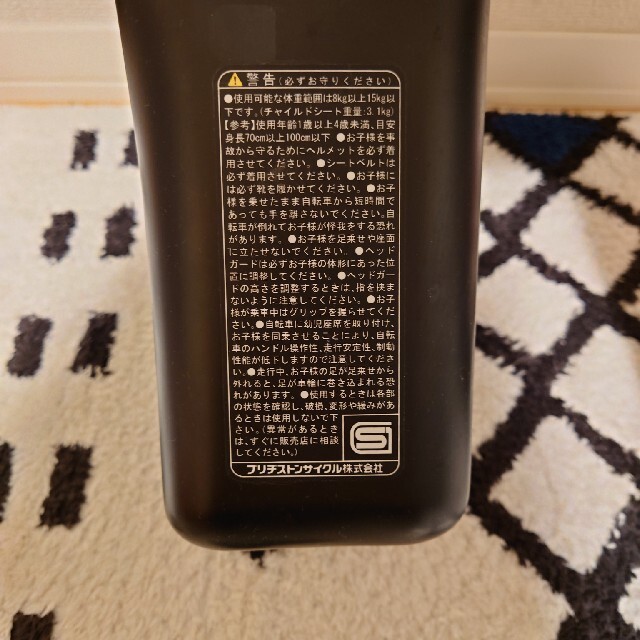 警告(必ずお守りください)
●使用可能な体重範囲は8kg以上15kg以
下です。(チャイルドシート重量:3.1kg)
【参考】使用年齢1歳以上4歳未満、目安
身長70cm以上100cm以下 ●お子様を事
故から守るためにヘルメットを必ず着
用させてください。●シートベルトは
必ず着用させてください。●お子様に
は必ず靴を履かせてください。●お子
様を乗せたまま自転車から短時間で
あっても手を離さないでください。自
転車が倒れてお子様が怪我をする恐れ
があります。●お子様を足乗せや座面
に立たせないでください。●ヘッド
ガードは必ずお子様の体形にあった位
置に調整してください。●ヘッドガー
ドの高さを調整するときは、指を挟ま
ないように注意してください。●お子
様が乗車中はグリップを握らせてくだ
さい。●自転車に幼児座席を取り付け、
お子様を同乗させることにより、自転
車のハンドル操作性、走行安定性、制動
性能が低下しますので注意してくださ
い。●走行中、お子様の足が足乗せから
外れると、足が車輪に巻き込まれる恐
れがあります。●使用するときは各部
の状態を確認し、破損、変形や緩みがあ
るときは使用しないで下
さい。(異常があるとき
は、すぐに販売店に相談
してください。)
ブリヂストンサイクル株式会社